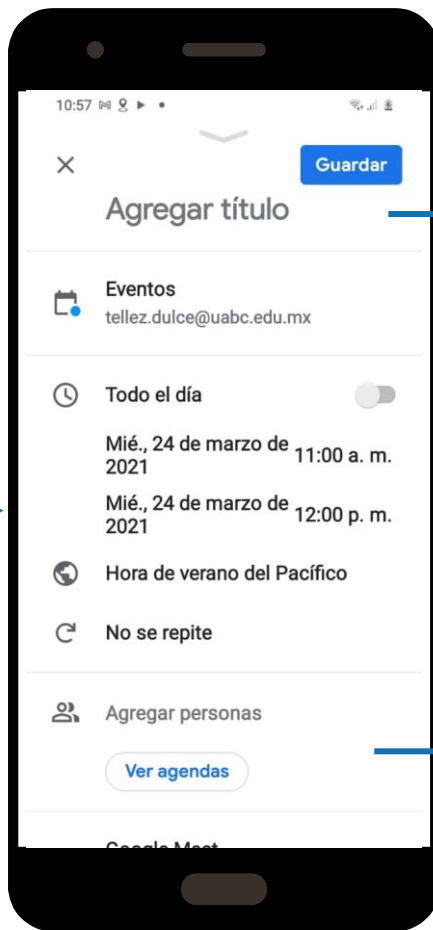 10:57
Guardar
Agregar título
Eventos
tellez.dulce@uabc.edu.mx
Todo el día
Mié., 24 de marzo de
2021
11:00 a. m.
Mié., 24 de marzo de
2021
12:00 p. m.
Hora de verano del Pacífico
No se repite
Agregar personas
Ver agendas
Google Meet